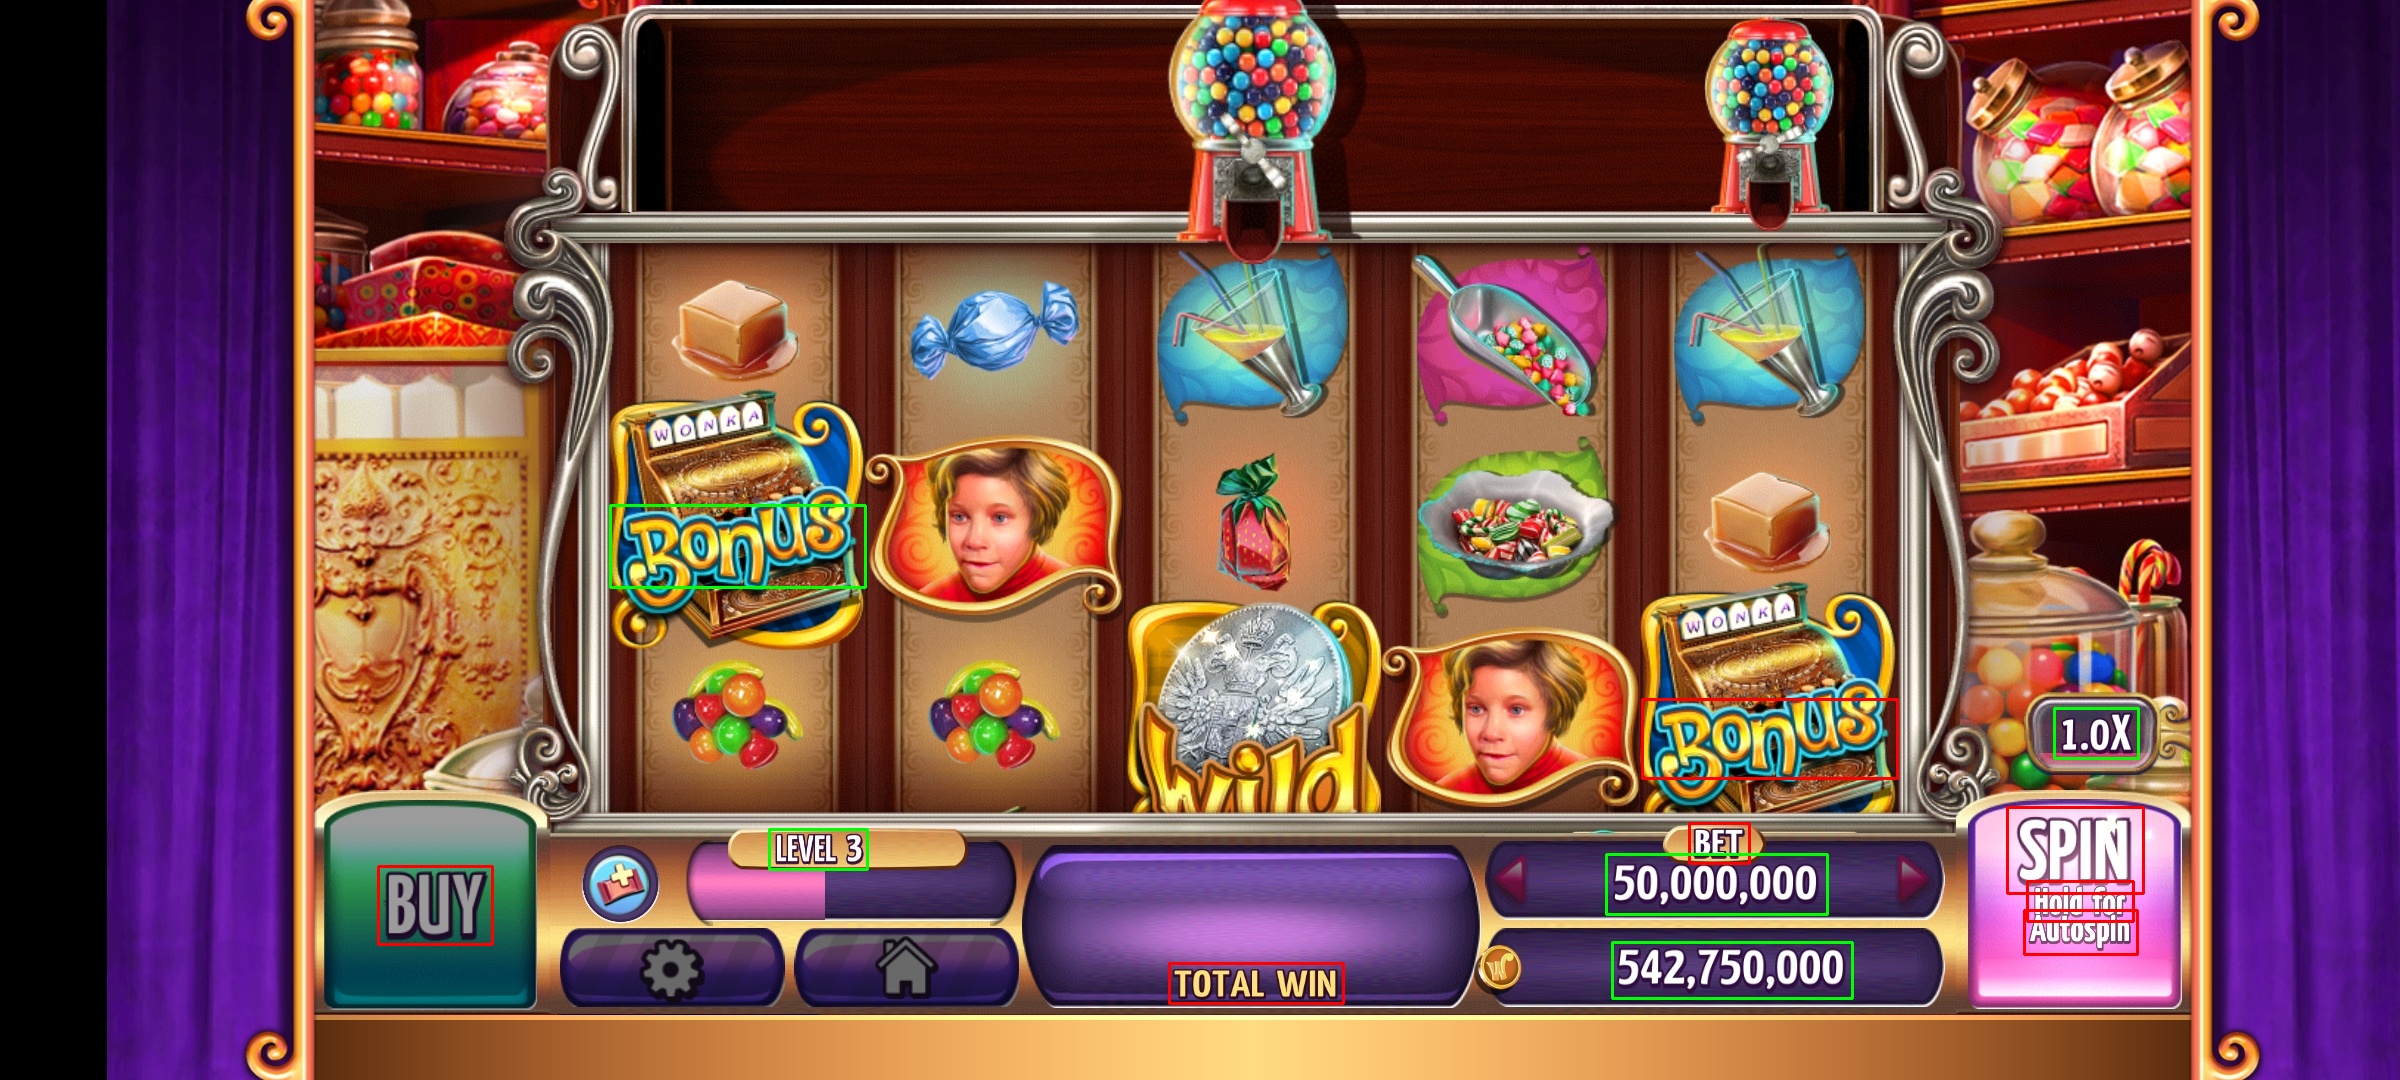 WONKA
Bonus
WONKA
Bonus
Wild
1.0X
LEVEL 3
BET
SPIN
BUY
50,000,000
Hold for
Autospin
542,750,000
TOTAL WIN